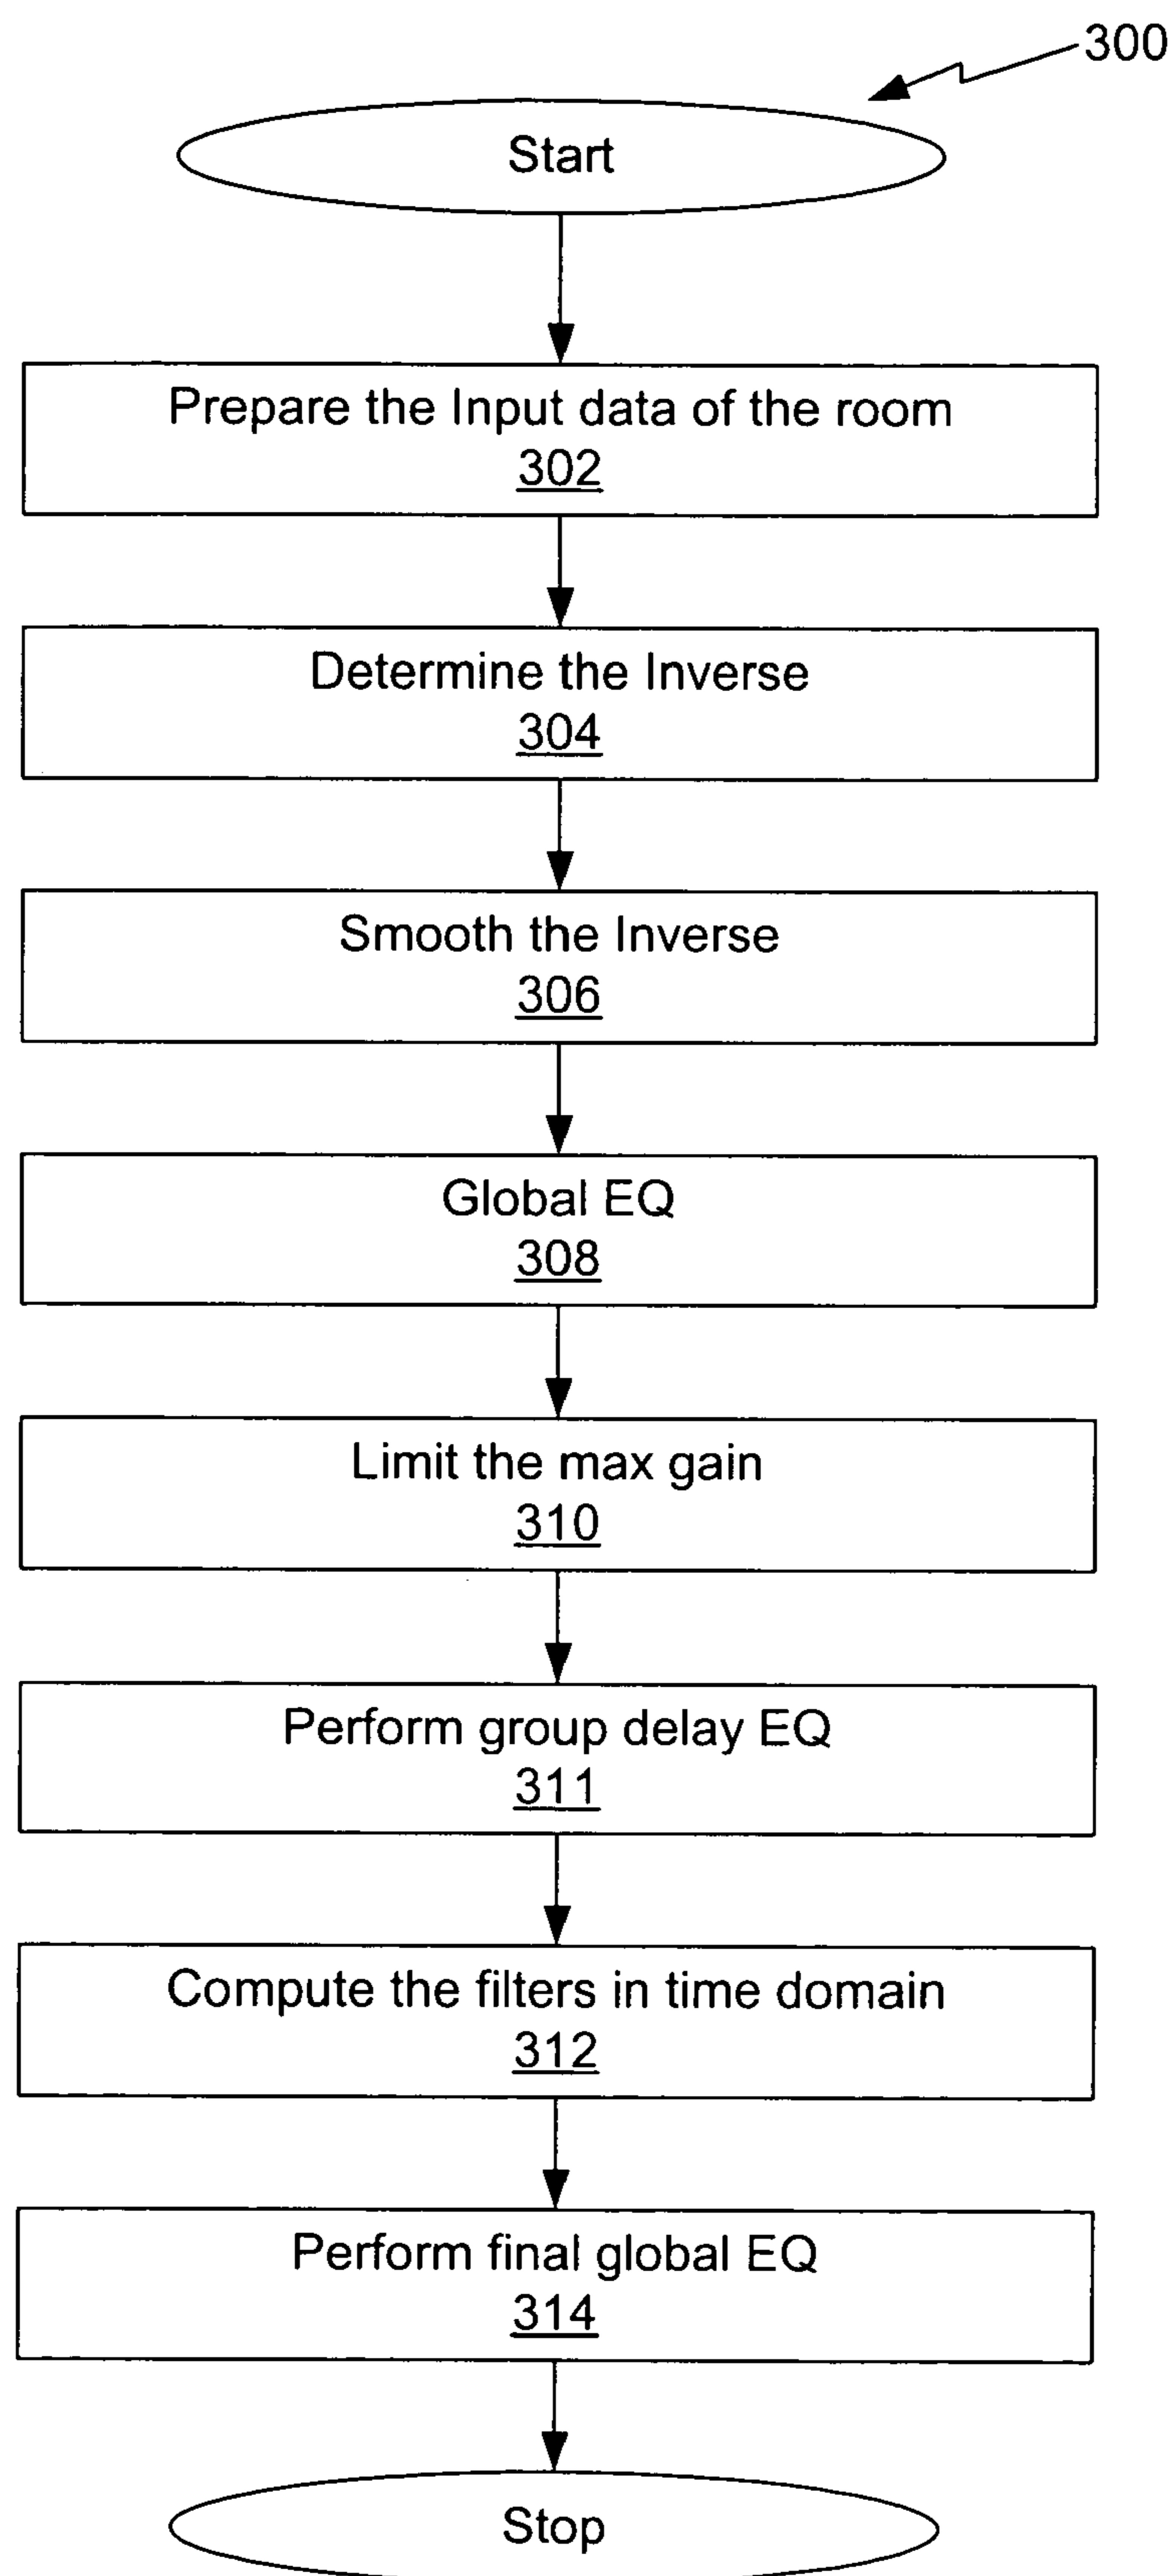 300
Start
Prepare the Input data of the room
302
Determine the Inverse
304
Smooth the Inverse
306
Global EQ
308
Limit the max gain
310
Perform group delay EQ
311
Compute the filters in time domain
312
Perform final global EQ
314
Stop